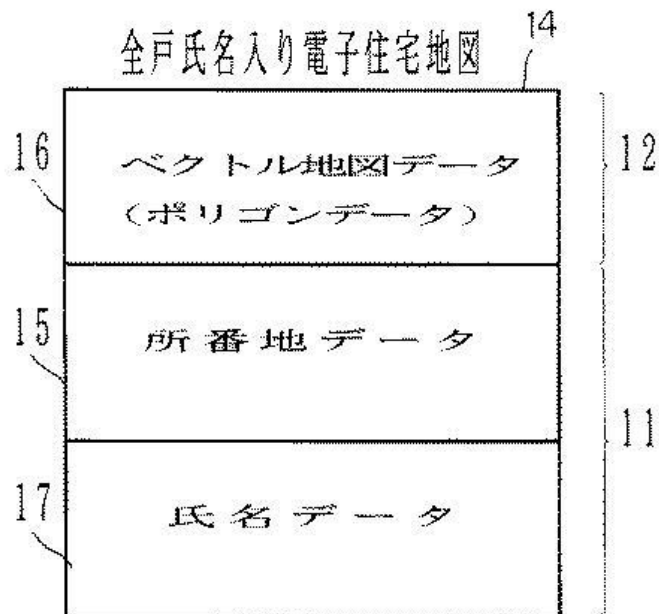 14
全戸氏名入り電子住宅地図
16
ベクトル地図データ
(ポリゴンデータ)
12
15
所番地データ
11
17
氏名データ